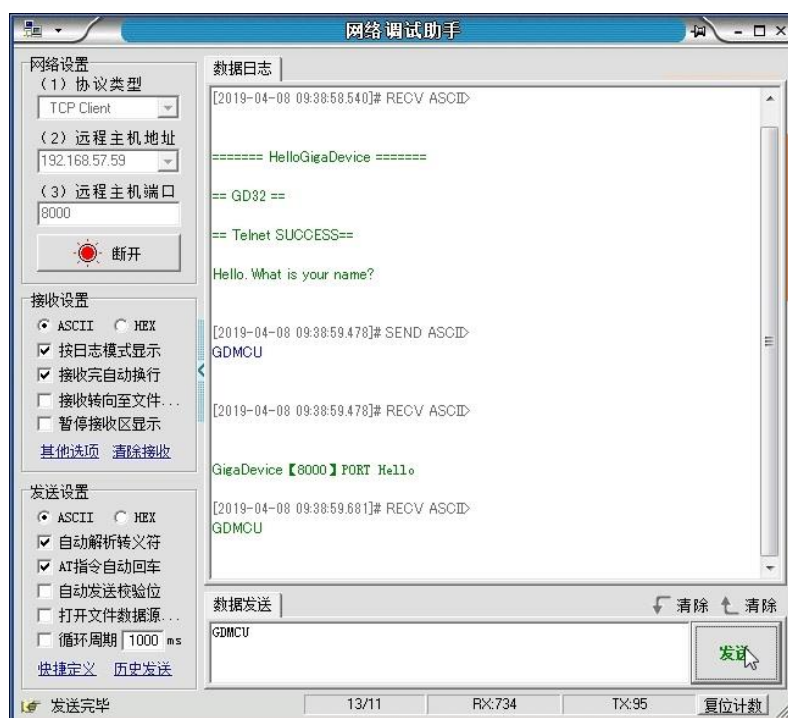 网络调试助手
网络设置
(1) 协议类型
TCP Client
(2) 远程主机地址
192.168.57.59
(3) 远程主机端口
8000
断开
接收设置
ASCII HEX
按日志模式显示
接收完自动换行
接收转向至文件...
暂停接收区显示
其他选项 清除接收
发送设置
ASCII HEX
自动解析转义符
AT指令自动回车
自动发送校验位
打开文件数据源...
循环周期 1000 ms
快捷定义 历史发送
数据日志
[2019-04-08 09:38:58.540]# RECV ASCII>
======= HelloGigaDevice =======
== GD32 ==
== Telnet SUCCESS==
Hello. What is your name?
[2019-04-08 09:38:59.478]# SEND ASCII>
GDMCU
[2019-04-08 09:38:59.478]# RECV ASCII>
GigaDevice【8000】PORT Hello
[2019-04-08 09:38:59.681]# RECV ASCII>
GDMCU
数据发送 清除 清除
GDMCU
发送
发送完毕 13/11 RX:734 TX:95 复位计数